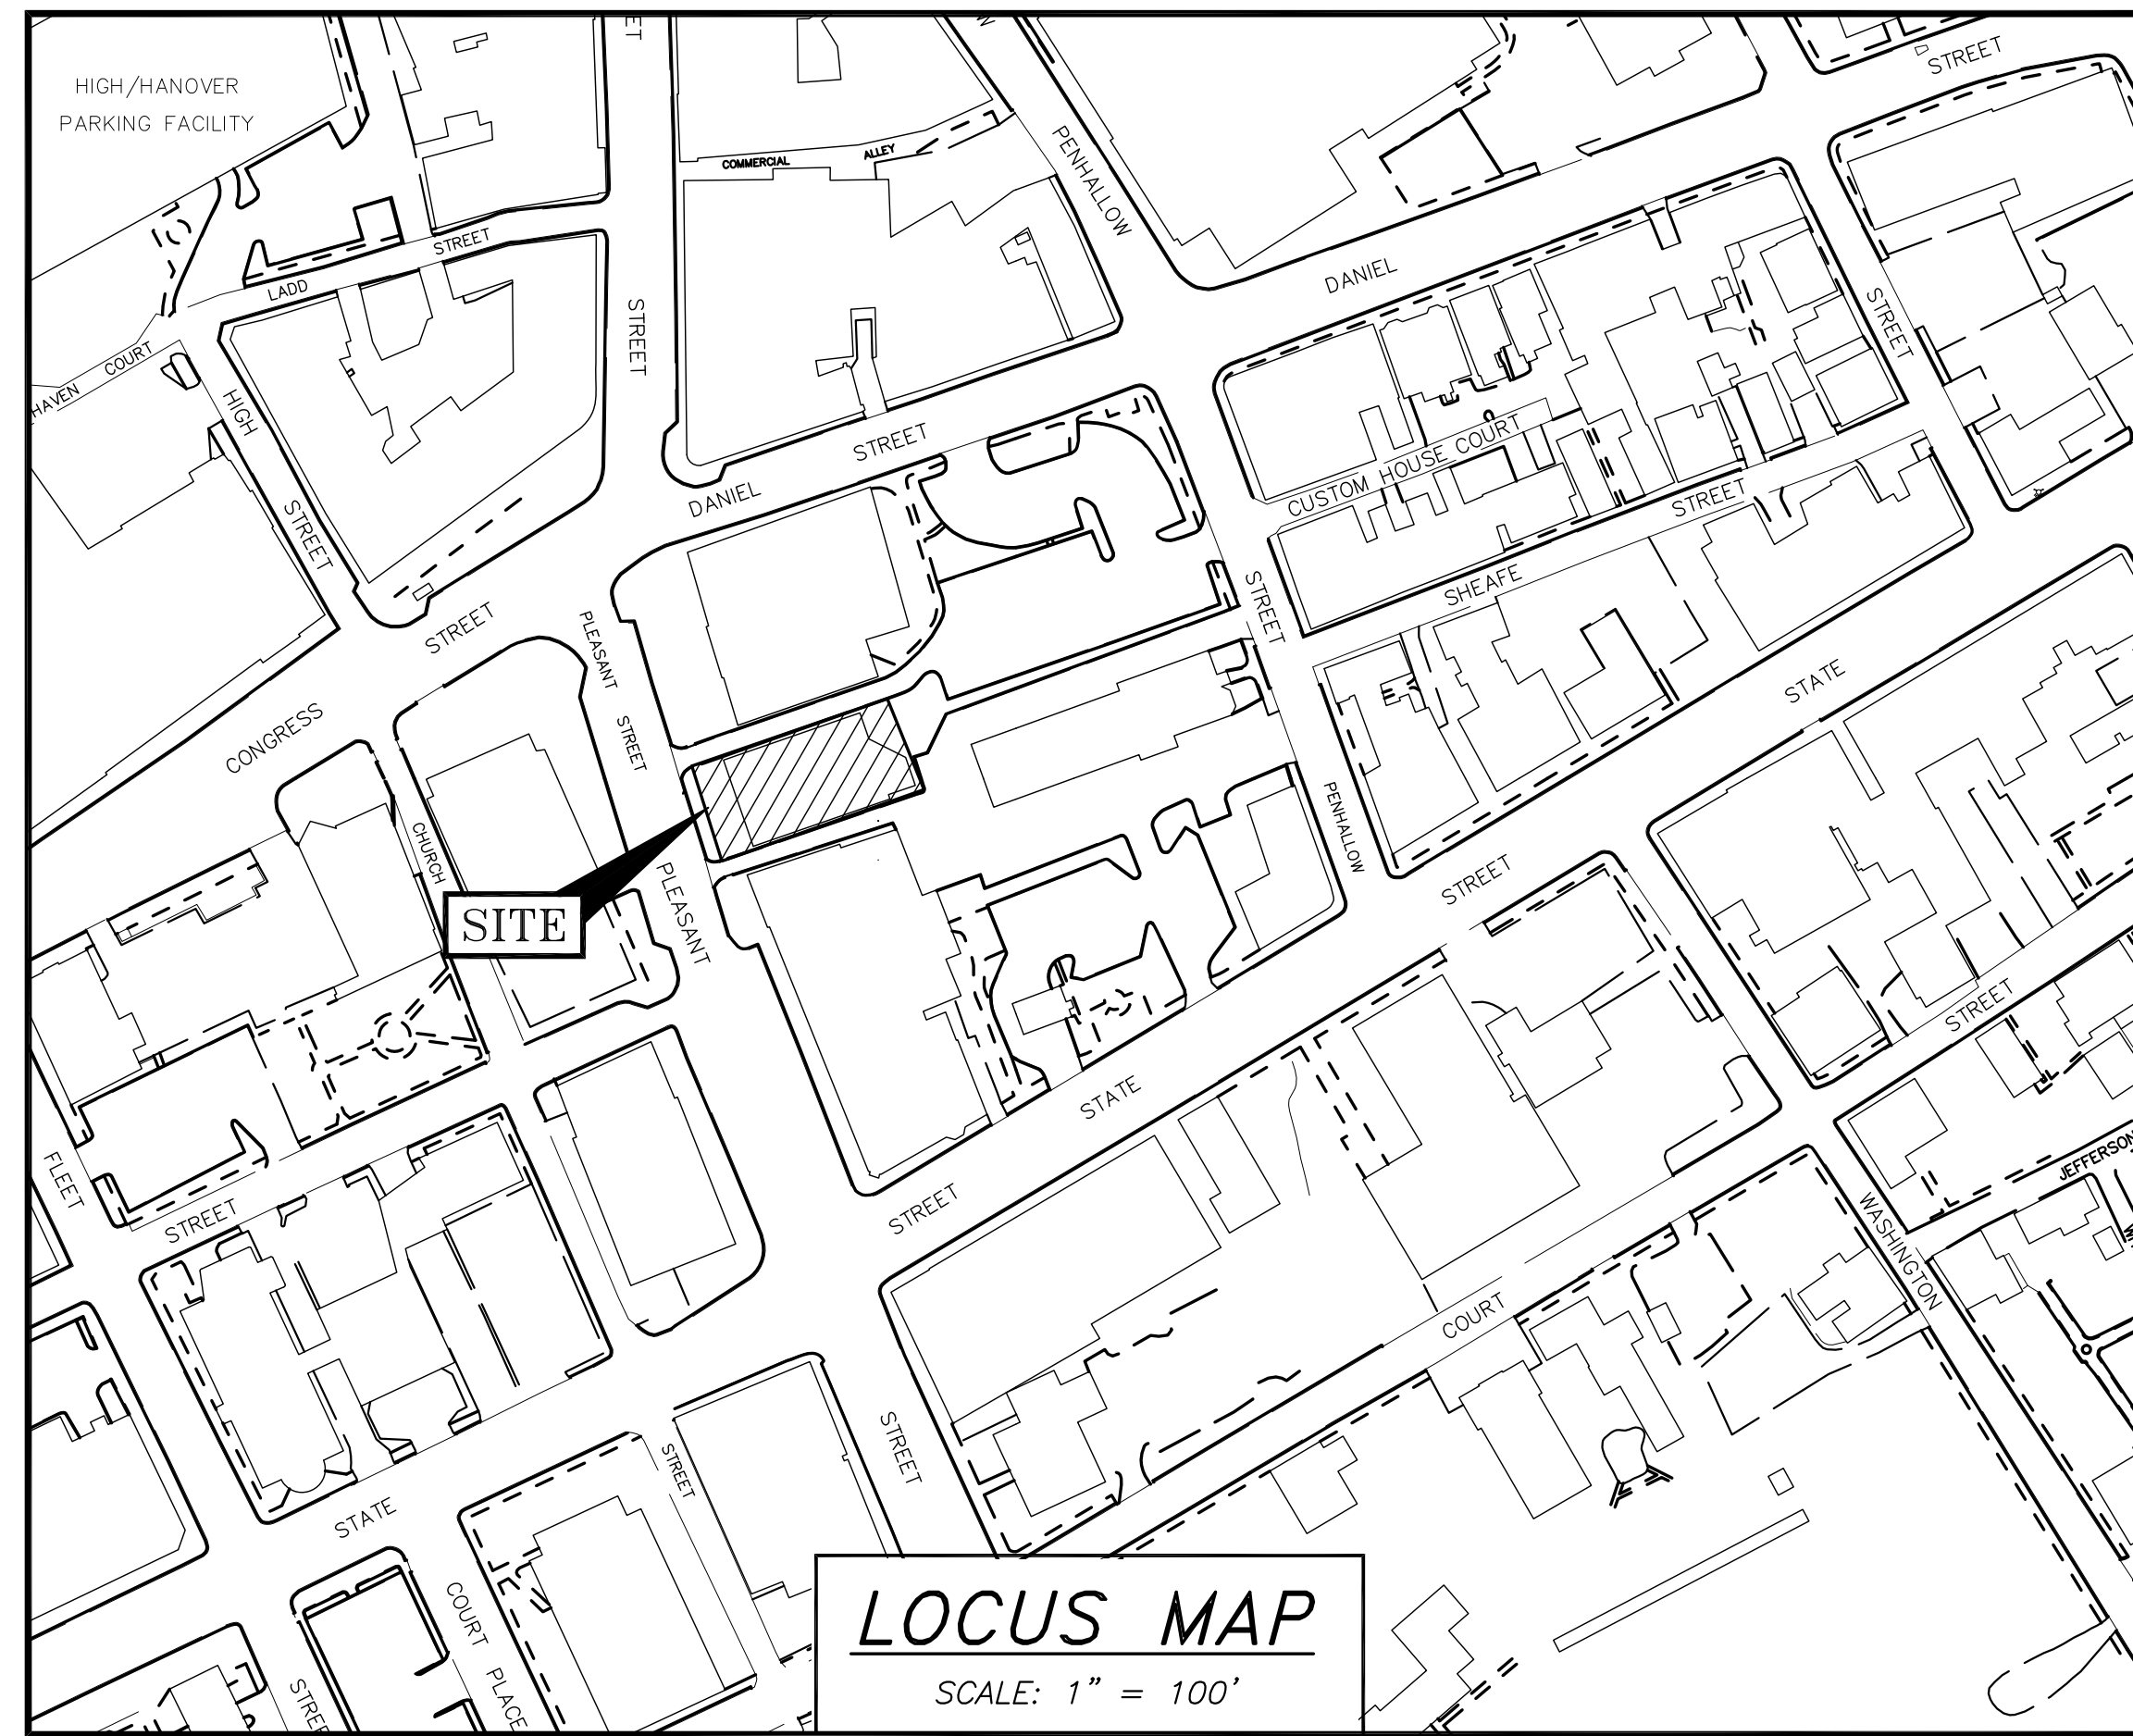 HIGH/HANOVER
PARKING FACILITY
STREET
COMMERCIAL ALLEY
PENHALLOW
STREET
LADD
DANIEL
STREET
STREET
HAVEN COURT
HIGH
STREET
DANIEL
STREET
CUSTOM HOUSE COURT
STREET
SHEAFE
STREET
STREET
PLEASANT
STREET
CONGRESS
STATE
CHURCH
PENHALLOW
PLEASANT
STREET
SITE
STREET
STATE
JEFFERSON
FLEET
STREET
STREET
WASHINGTON
COURT
STREET
STREET
STATE
COURT PLACE
LOCUS MAP
SCALE: 1" = 100'